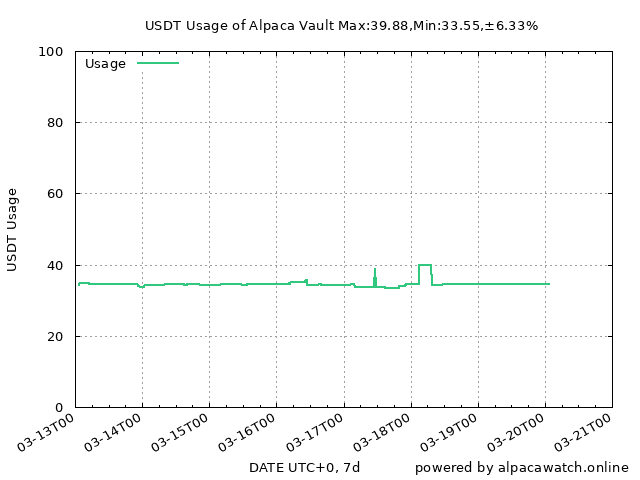 USDT Usage of Alpaca Vault Max:39.88,Min:33.55,±6.33%
Usage
100
80
60
40
20
0
USDT Usage
03-13T00
03-14T00
03-15T00
03-16T00
03-17T00
03-18T00
03-19T00
03-20T00
03-21T00
DATE UTC+0, 7d
powered by alpacawatch.online